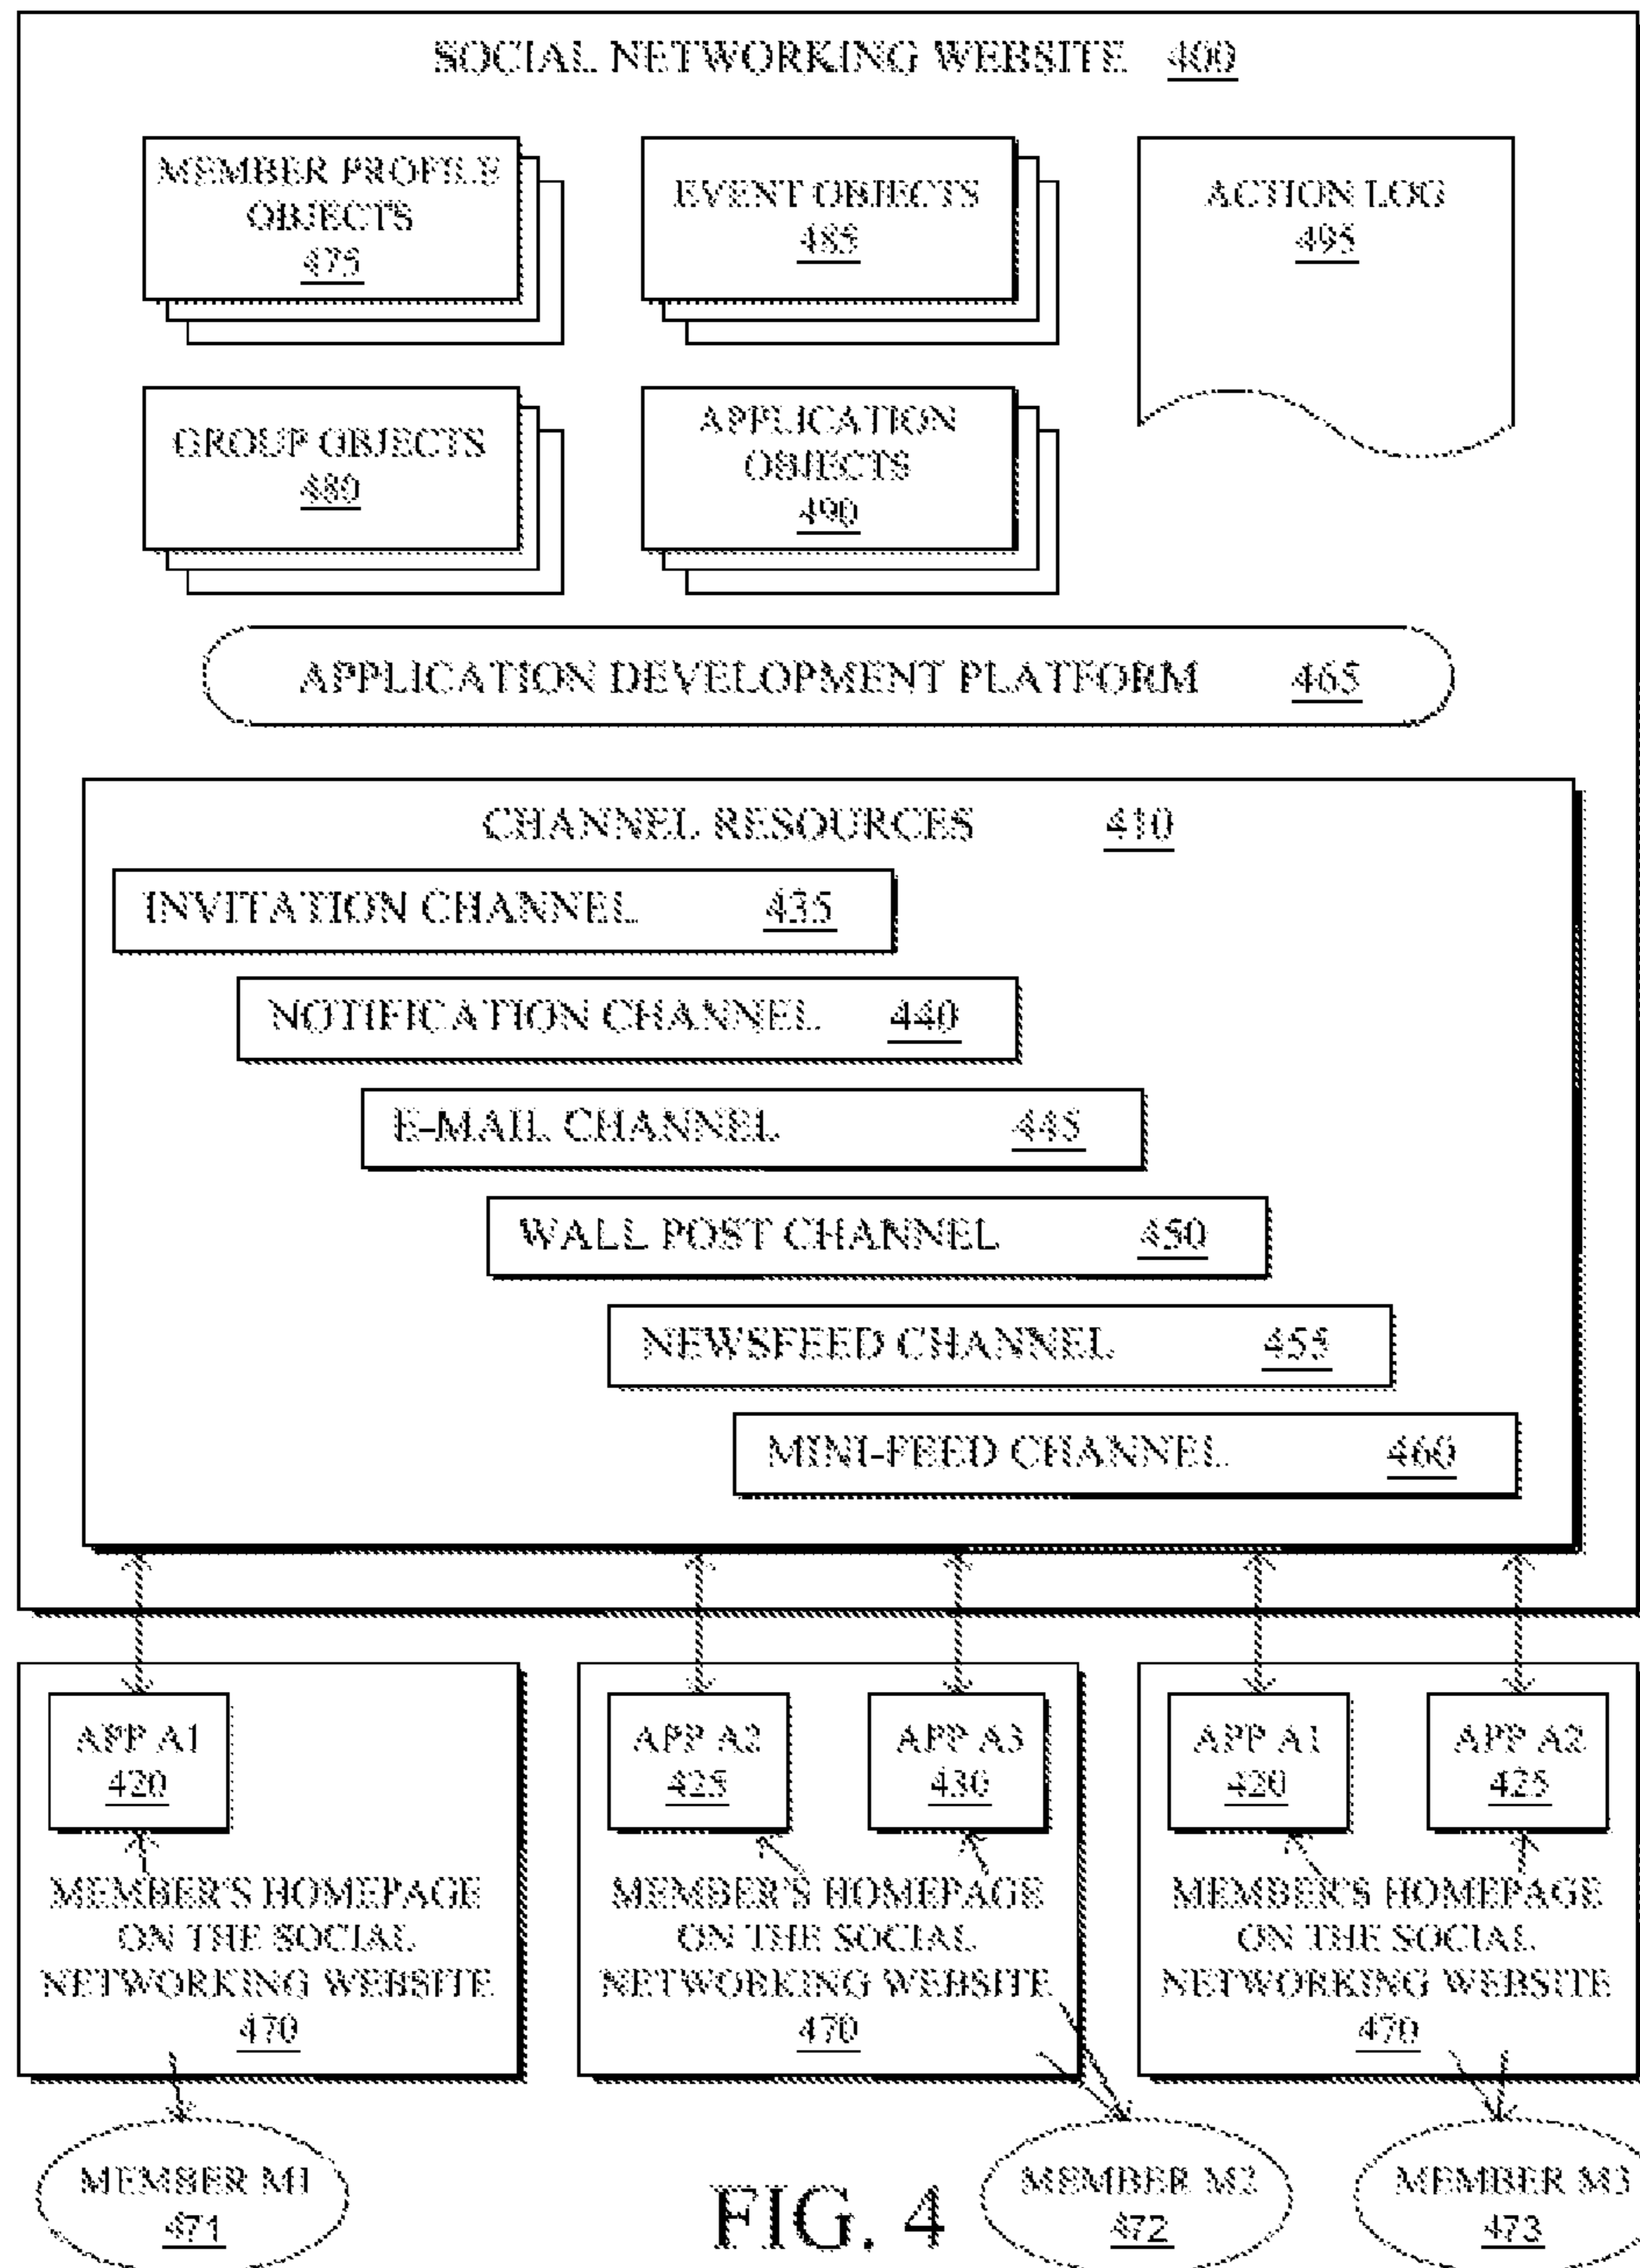 SOCIAL NETWORKING WEBSITE 400
MEMBER PROFILE
OBJECTS
475
EVENT OBJECTS
485
ACTION LOG
495
GROUP OBJECTS
480
APPLICATION
OBJECTS
490
APPLICATION DEVELOPMENT PLATFORM 465
CHANNEL RESOURCES 410
INVITATION CHANNEL 435
NOTIFICATION CHANNEL 440
E-MAIL CHANNEL 445
WALL POST CHANNEL 450
NEWSFEED CHANNEL 455
MINI-FEED CHANNEL 460
APP A1
420
MEMBER'S HOMEPAGE
ON THE SOCIAL
NETWORKING WEBSITE
470
APP A2
425
APP A3
430
MEMBER'S HOMEPAGE
ON THE SOCIAL
NETWORKING WEBSITE
470
APP A1
420
APP A2
425
MEMBER'S HOMEPAGE
ON THE SOCIAL
NETWORKING WEBSITE
470
MEMBER M1
471
FIG. 4
MEMBER M2
472
MEMBER M3
473